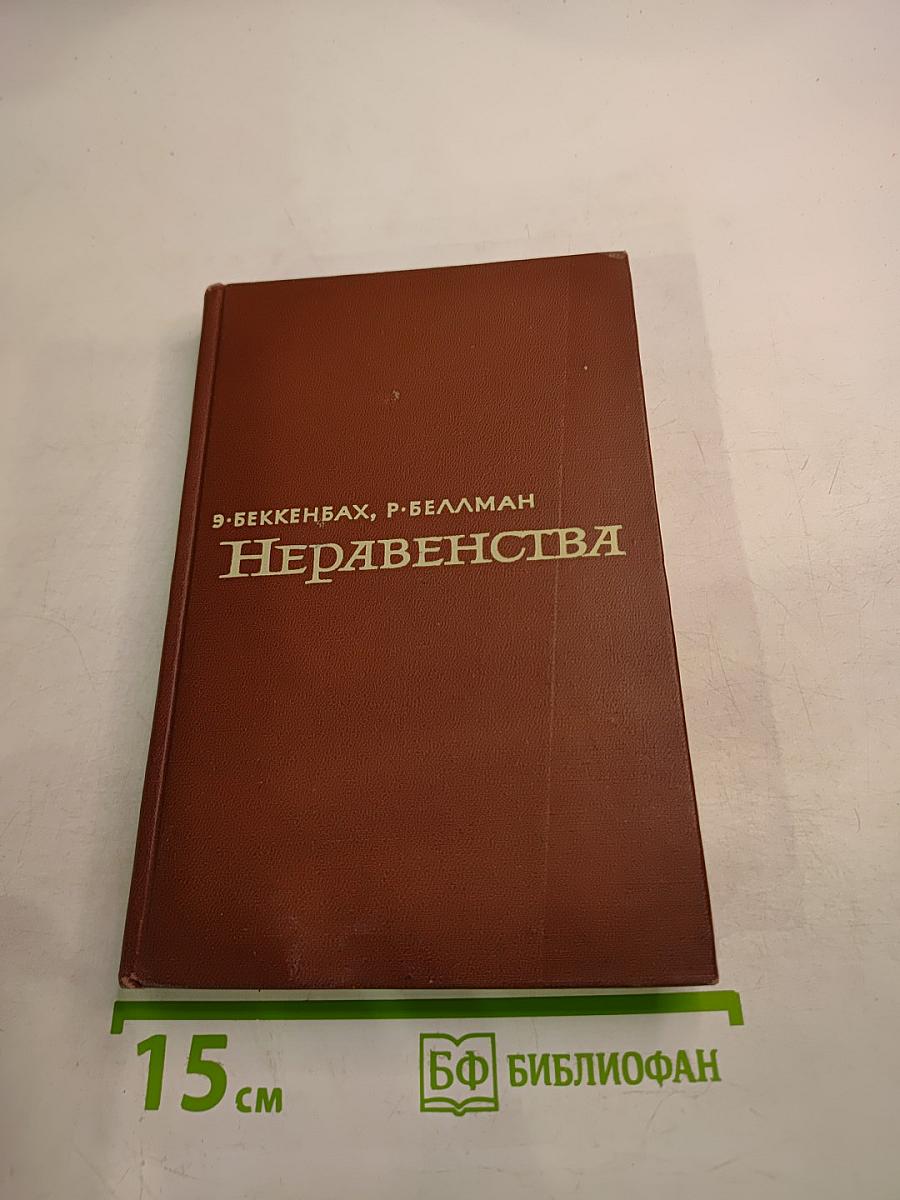 Э·БЕККЕНБАХ, Р·БЕЛЛМАН
НЕРАВЕНСТВА
15 см
БФ БИБЛИОФАН